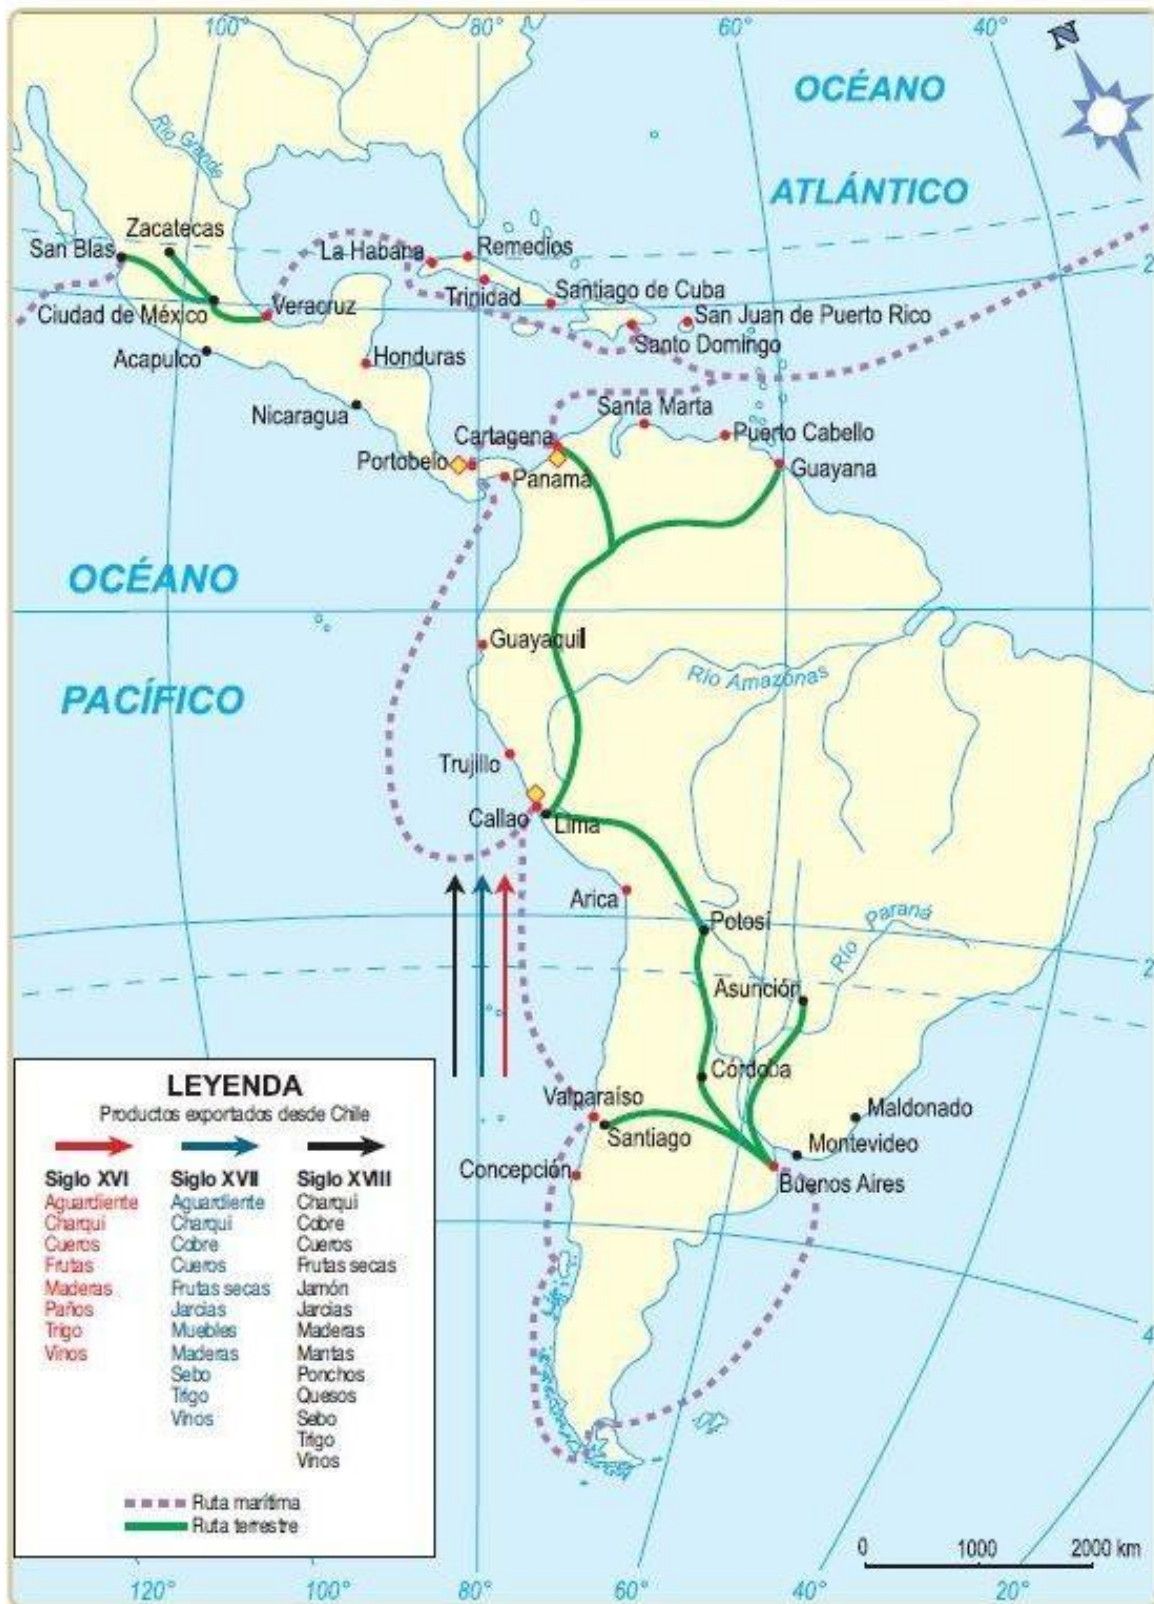 100°
80°
60°
40°
N
OCÉANO
ATLÁNTICO
Río Grande
Zacatecas
San Blas
La Habana
Remedios
2
Trinidad
Santiago de Cuba
Ciudad de México
Veracruz
San Juan de Puerto Rico
Santo Domingo
Acapulco
Honduras
Nicaragua
Santa Marta
Cartagena
Puerto Cabello
Portobelo
Panamá
Guayana
OCÉANO
PACÍFICO
Guayaquil
Río Amazonas
Trujillo
Callao
Lima
Arica
Potosí
Río Paraná
2
Asunción
Córdoba
Valparaíso
Santiago
Maldonado
Montevideo
Concepción
Buenos Aires
LEYENDA
Productos exportados desde Chile
Siglo XVI
Aguardiente
Charqui
Cueros
Frutas
Maderas
Paños
Trigo
Vinos
Siglo XVII
Aguardiente
Charqui
Cobre
Cueros
Frutas secas
Jarcias
Muebles
Maderas
Sebo
Trigo
Vinos
Siglo XVIII
Charqui
Cobre
Cueros
Frutas secas
Jamón
Jarcias
Maderas
Mantas
Ponchos
Quesos
Sebo
Trigo
Vinos
Ruta marítima
Ruta terrestre
4
0 1000 2000 km
120°
100°
80°
60°
40°
20°